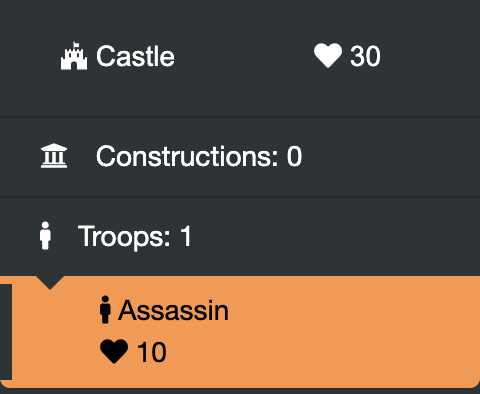 Castle 30
Constructions: 0
Troops: 1
Assassin
10